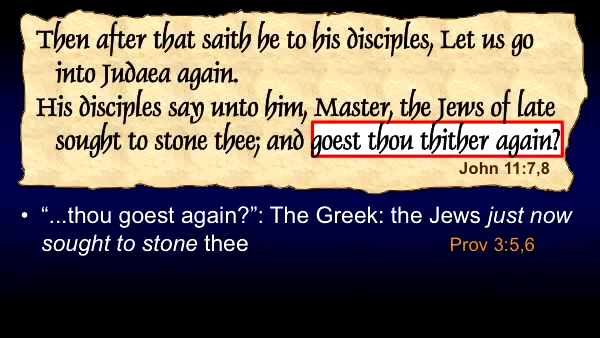 Then after that saith he to his disciples, Let us go
into Judaea again.
His disciples say unto him, Master, the Jews of late
sought to stone thee; and goest thou thither again?
John 11:7,8
• “...thou goest again?”: The Greek: the Jews just now
sought to stone thee Prov 3:5,6